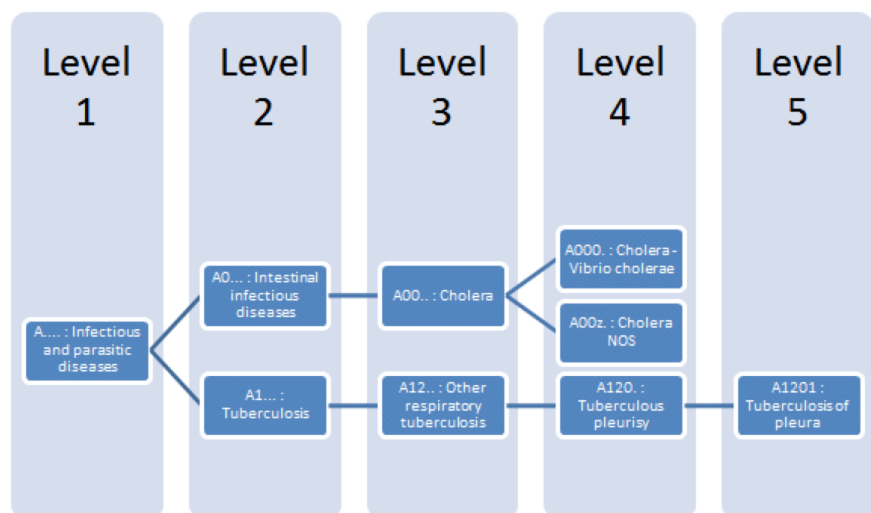 Level
1
Level
2
Level
3
Level
4
Level
5
A.... : Infectious
and parasitic
diseases
A0... : Intestinal
infectious
diseases
A1... :
Tuberculosis
A00.. : Cholera
A12.. : Other
respiratory
tuberculosis
A000. : Cholera -
Vibrio cholerae
A00z. : Cholera
NOS
A120. :
Tuberculous
pleurisy
A1201 :
Tuberculosis of
pleura